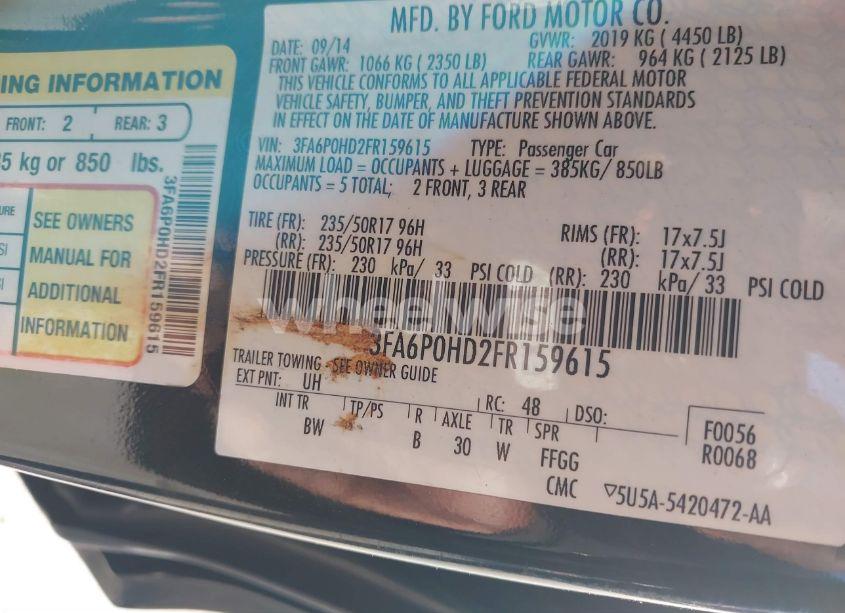 ING INFORMATION
FRONT: 2 REAR: 3
5 kg or 850 lbs.
URE
SI
SI
SEE OWNERS
MANUAL FOR
ADDITIONAL
INFORMATION
3FA6P0HD2FR159615
MFD. BY FORD MOTOR CO.
DATE: 09/14 GVWR: 2019 KG ( 4450 LB)
FRONT GAWR: 1066 KG ( 2350 LB) REAR GAWR: 964 KG ( 2125 LB)
THIS VEHICLE CONFORMS TO ALL APPLICABLE FEDERAL MOTOR
VEHICLE SAFETY, BUMPER, AND THEFT PREVENTION STANDARDS
IN EFFECT ON THE DATE OF MANUFACTURE SHOWN ABOVE.
VIN: 3FA6P0HD2FR159615 TYPE: Passenger Car
MAXIMUM LOAD = OCCUPANTS + LUGGAGE = 385KG/ 850LB
OCCUPANTS = 5 TOTAL; 2 FRONT, 3 REAR
TIRE (FR): 235/50R17 96H RIMS (FR): 17x7.5J
(RR): 235/50R17 96H (RR): 17x7.5J
PRESSURE (FR): 230 kPa/ 33 PSI COLD (RR): 230 kPa/ 33 PSI COLD
wheelwise
3FA6P0HD2FR159615
TRAILER TOWING - SEE OWNER GUIDE
EXT PNT: UH RC: 48 DSO:
INT TR TP/PS R AXLE TR SPR F0056
BW B 30 W FFGG R0068
CMC ▽5U5A-5420472-AA